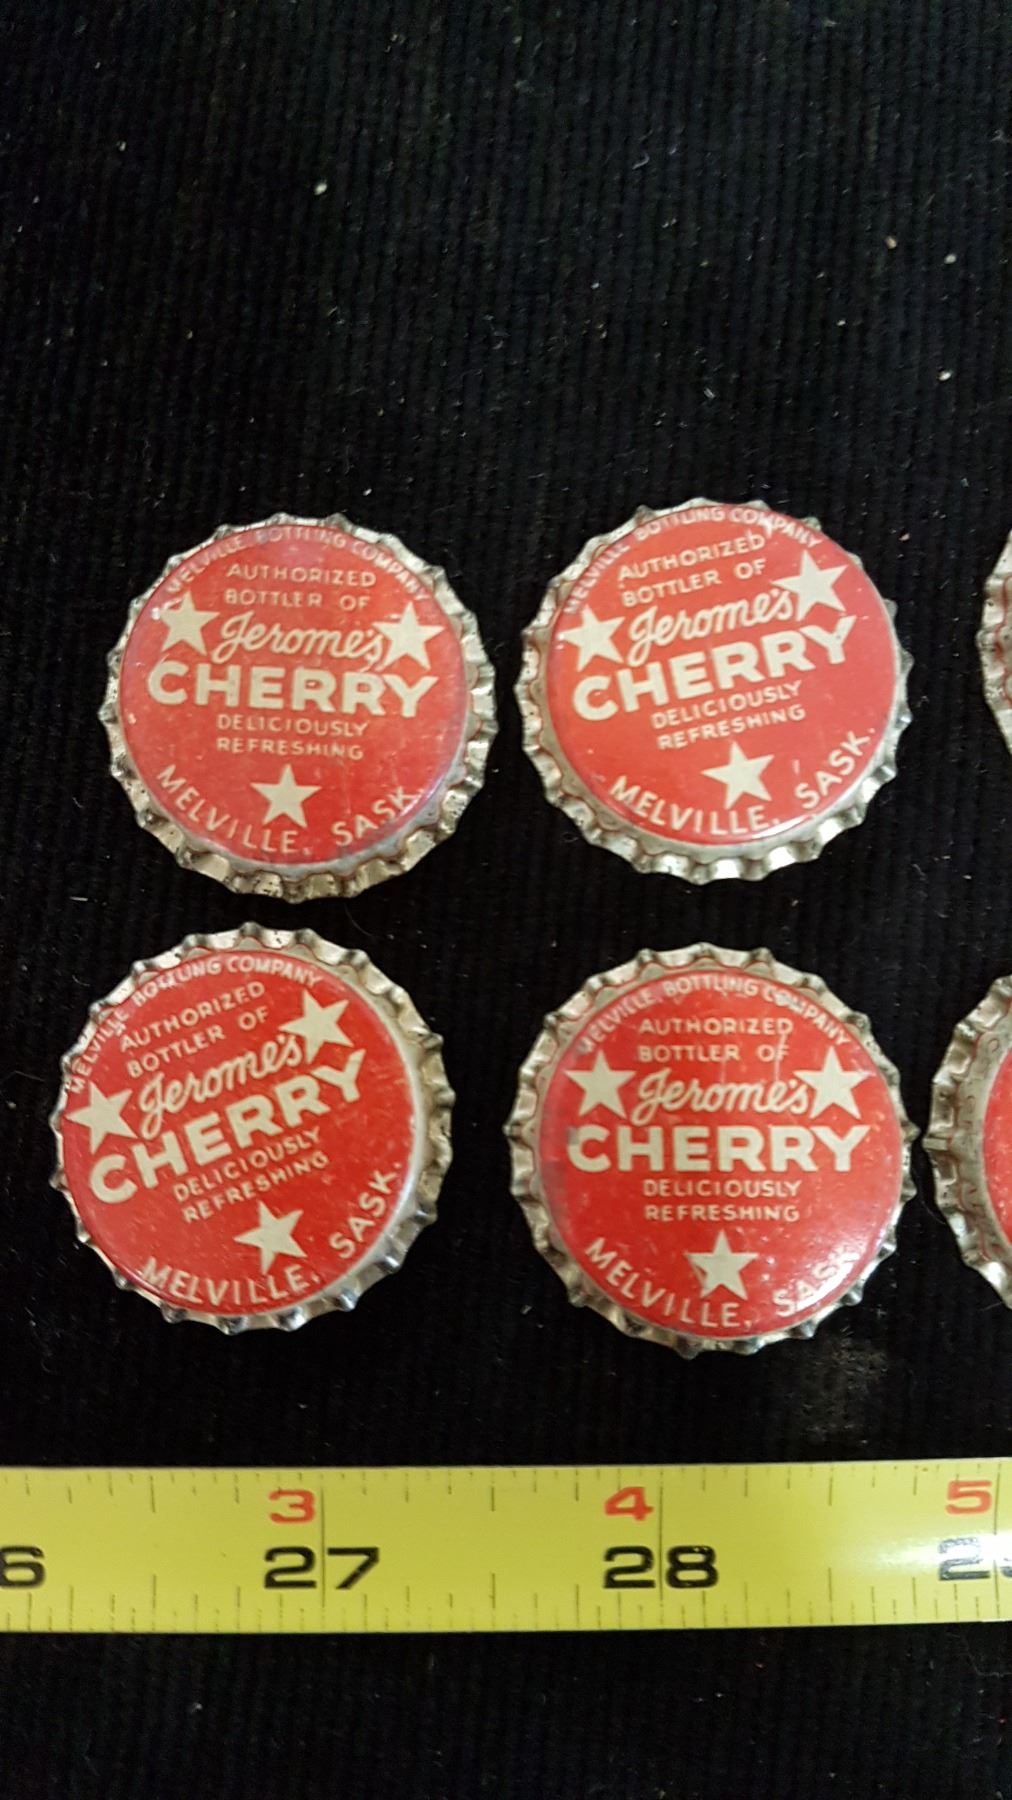 MELVILLE BOTTLING COMPANY
AUTHORIZED
BOTTLER OF
Jerome's
CHERRY
DELICIOUSLY
REFRESHING
MELVILLE, SASK.
MELVILLE BOTTLING COMPANY
AUTHORIZED
BOTTLER OF
Jerome's
CHERRY
DELICIOUSLY
REFRESHING
MELVILLE, SASK.
MELVILLE BOTTLING COMPANY
AUTHORIZED
BOTTLER OF
Jerome's
CHERRY
DELICIOUSLY
REFRESHING
MELVILLE, SASK.
MELVILLE BOTTLING COMPANY
AUTHORIZED
BOTTLER OF
Jerome's
CHERRY
DELICIOUSLY
REFRESHING
MELVILLE, SASK.
3 4 5
6 27 28 2